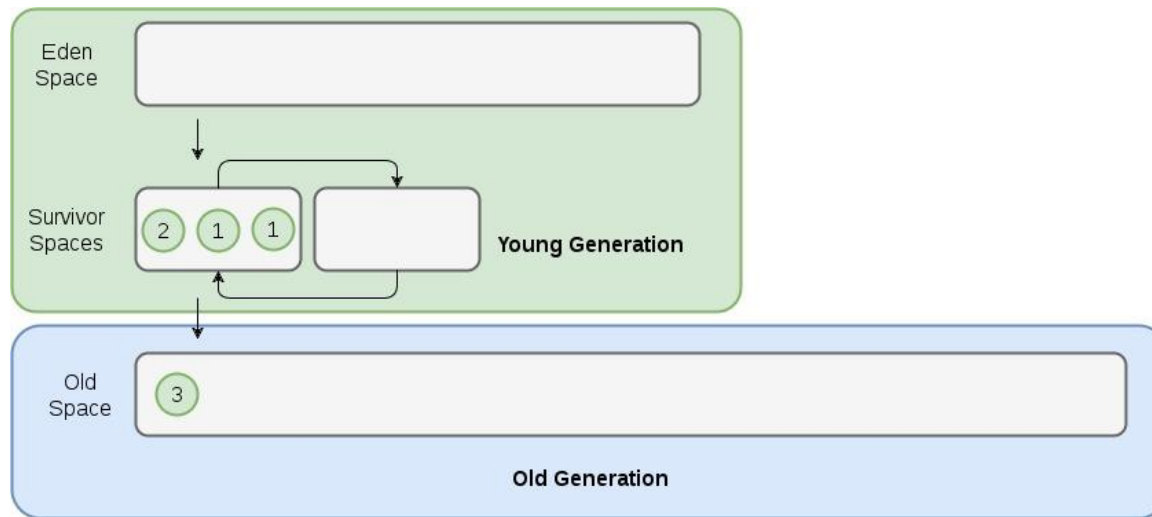 Eden
Space
Survivor
Spaces
2 1 1
Young Generation
Old
Space
3
Old Generation